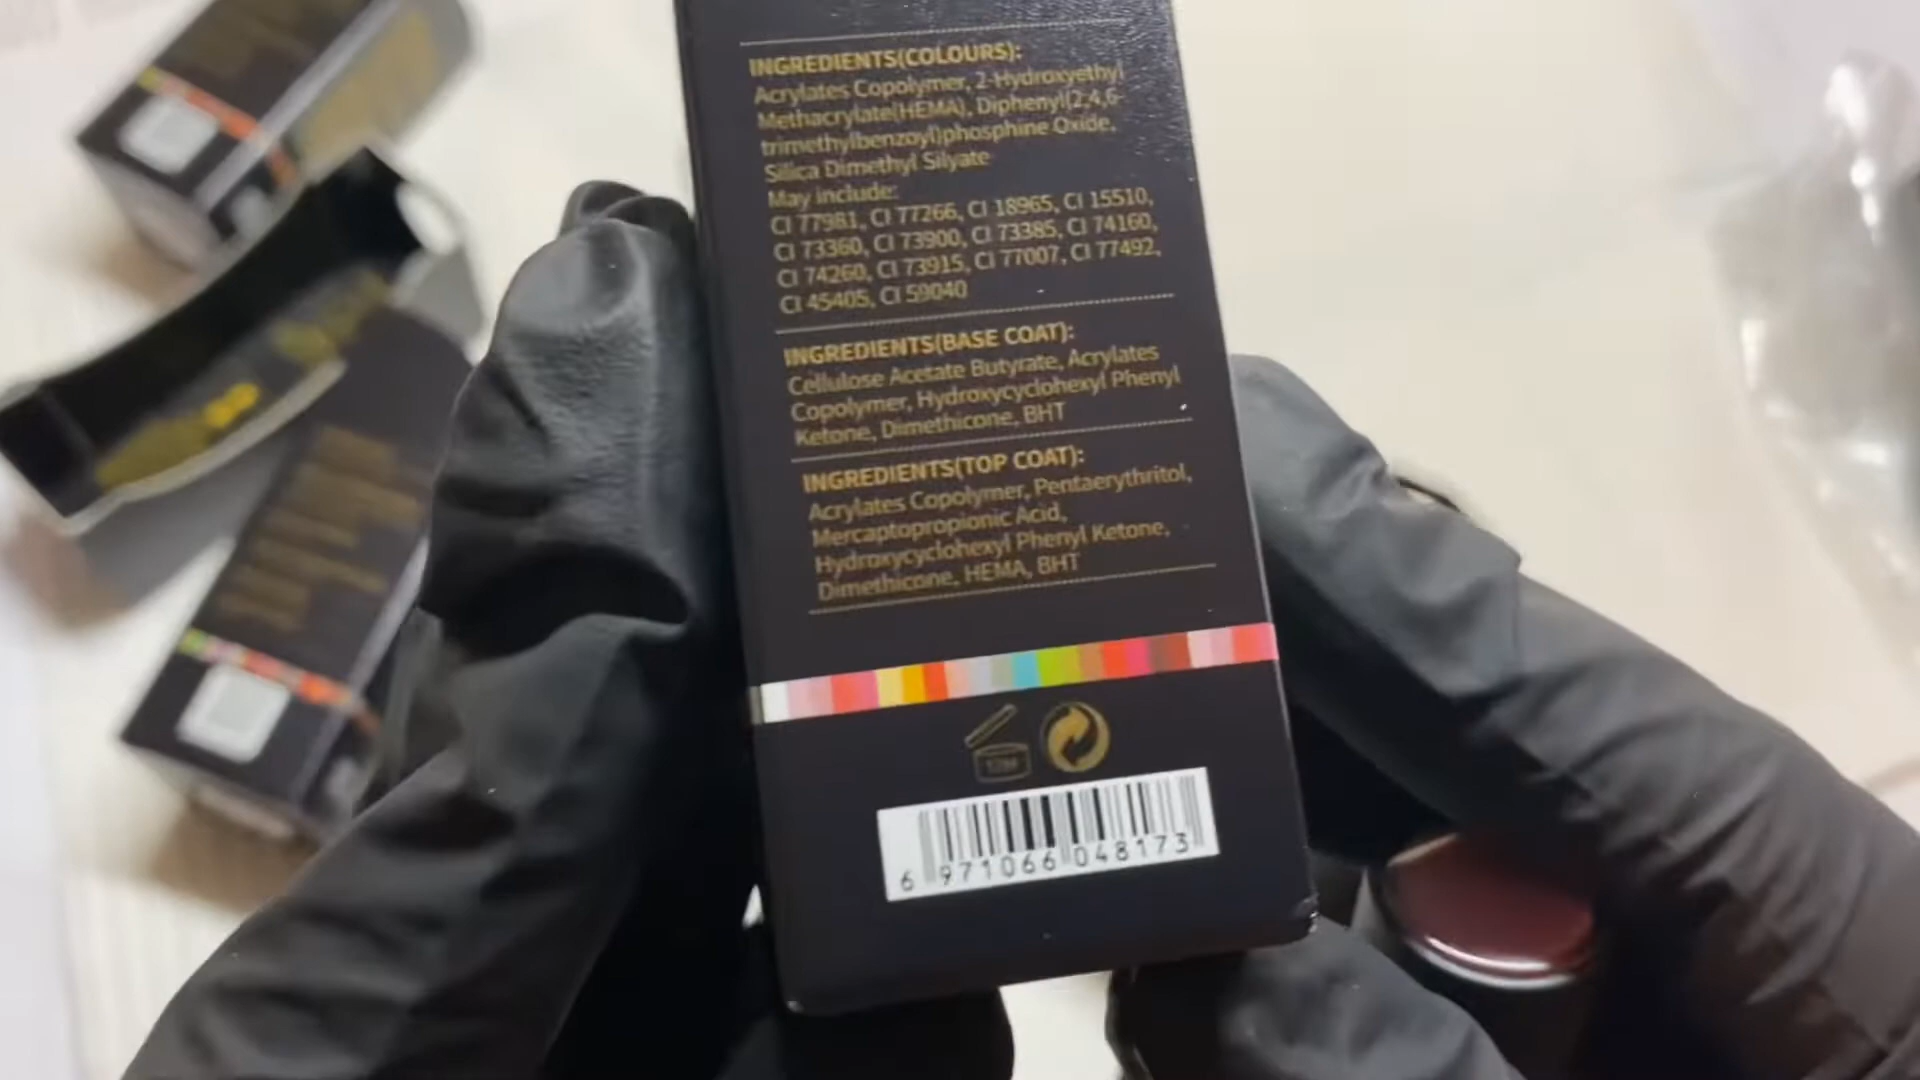 INGREDIENTS(COLOURS):
Acrylates Copolymer, 2-Hydroxyethyl
Methacrylate(HEMA), Diphenyl(2,4,6-
trimethylbenzoyl)phosphine Oxide,
Silica Dimethyl Silyate
May include:
CI 77981, CI 77266, CI 18965, CI 15510,
CI 73360, CI 73900, CI 73385, CI 74160,
CI 74260, CI 73915, CI 77007, CI 77492,
CI 45405, CI 59040
INGREDIENTS(BASE COAT):
Cellulose Acetate Butyrate, Acrylates
Copolymer, Hydroxycyclohexyl Phenyl
Ketone, Dimethicone, BHT
INGREDIENTS(TOP COAT):
Acrylates Copolymer, Pentaerythritol,
Mercaptopropionic Acid,
Hydroxycyclohexyl Phenyl Ketone,
Dimethicone, HEMA, BHT
6 971066 048173